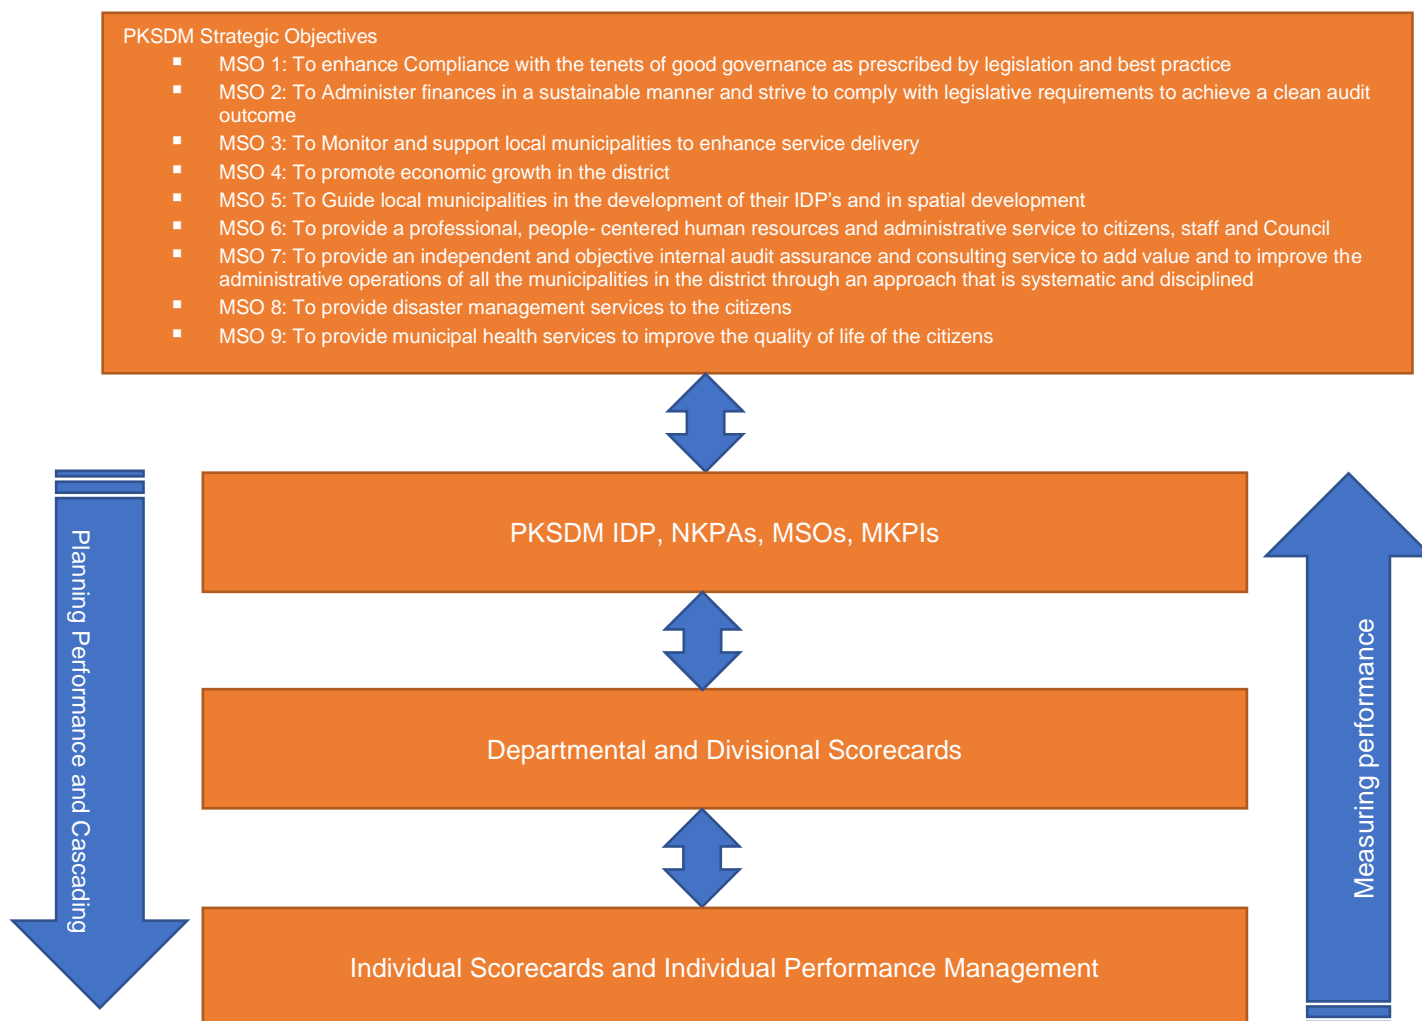 PKSDM Strategic Objectives
▪ MSO 1: To enhance Compliance with the tenets of good governance as prescribed by legislation and best practice
▪ MSO 2: To Administer finances in a sustainable manner and strive to comply with legislative requirements to achieve a clean audit
outcome
▪ MSO 3: To Monitor and support local municipalities to enhance service delivery
▪ MSO 4: To promote economic growth in the district
▪ MSO 5: To Guide local municipalities in the development of their IDP's and in spatial development
▪ MSO 6: To provide a professional, people- centered human resources and administrative service to citizens, staff and Council
▪ MSO 7: To provide an independent and objective internal audit assurance and consulting service to add value and to improve the
administrative operations of all the municipalities in the district through an approach that is systematic and disciplined
▪ MSO 8: To provide disaster management services to the citizens
▪ MSO 9: To provide municipal health services to improve the quality of life of the citizens
Planning Performance and Cascading
PKSDM IDP, NKPAs, MSOs, MKPIs
Departmental and Divisional Scorecards
Individual Scorecards and Individual Performance Management
Measuring performance